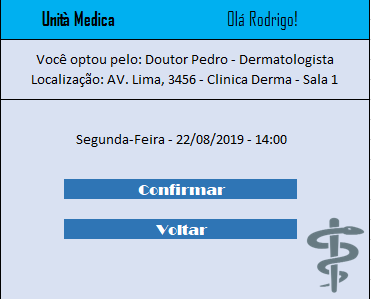 Unità Medica
Olá Rodrigo!
Você optou pelo: Doutor Pedro - Dermatologista
Localização: AV. Lima, 3456 - Clinica Derma - Sala 1
Segunda-Feira - 22/08/2019 - 14:00
Confirmar
Voltar